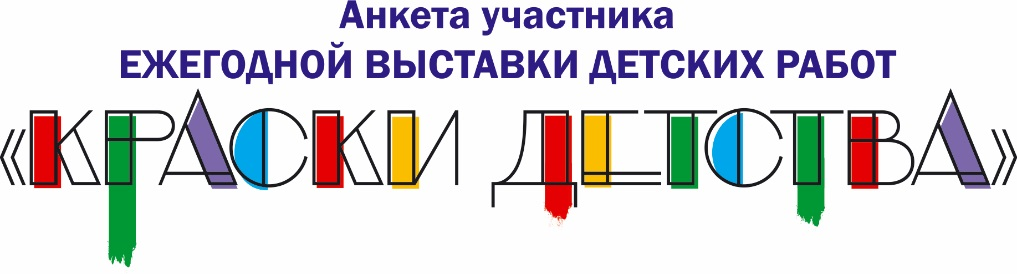 Анкета участника
ЕЖЕГОДНОЙ ВЫСТАВКИ ДЕТСКИХ РАБОТ
«КРАСКИ ДЕТСТВА»